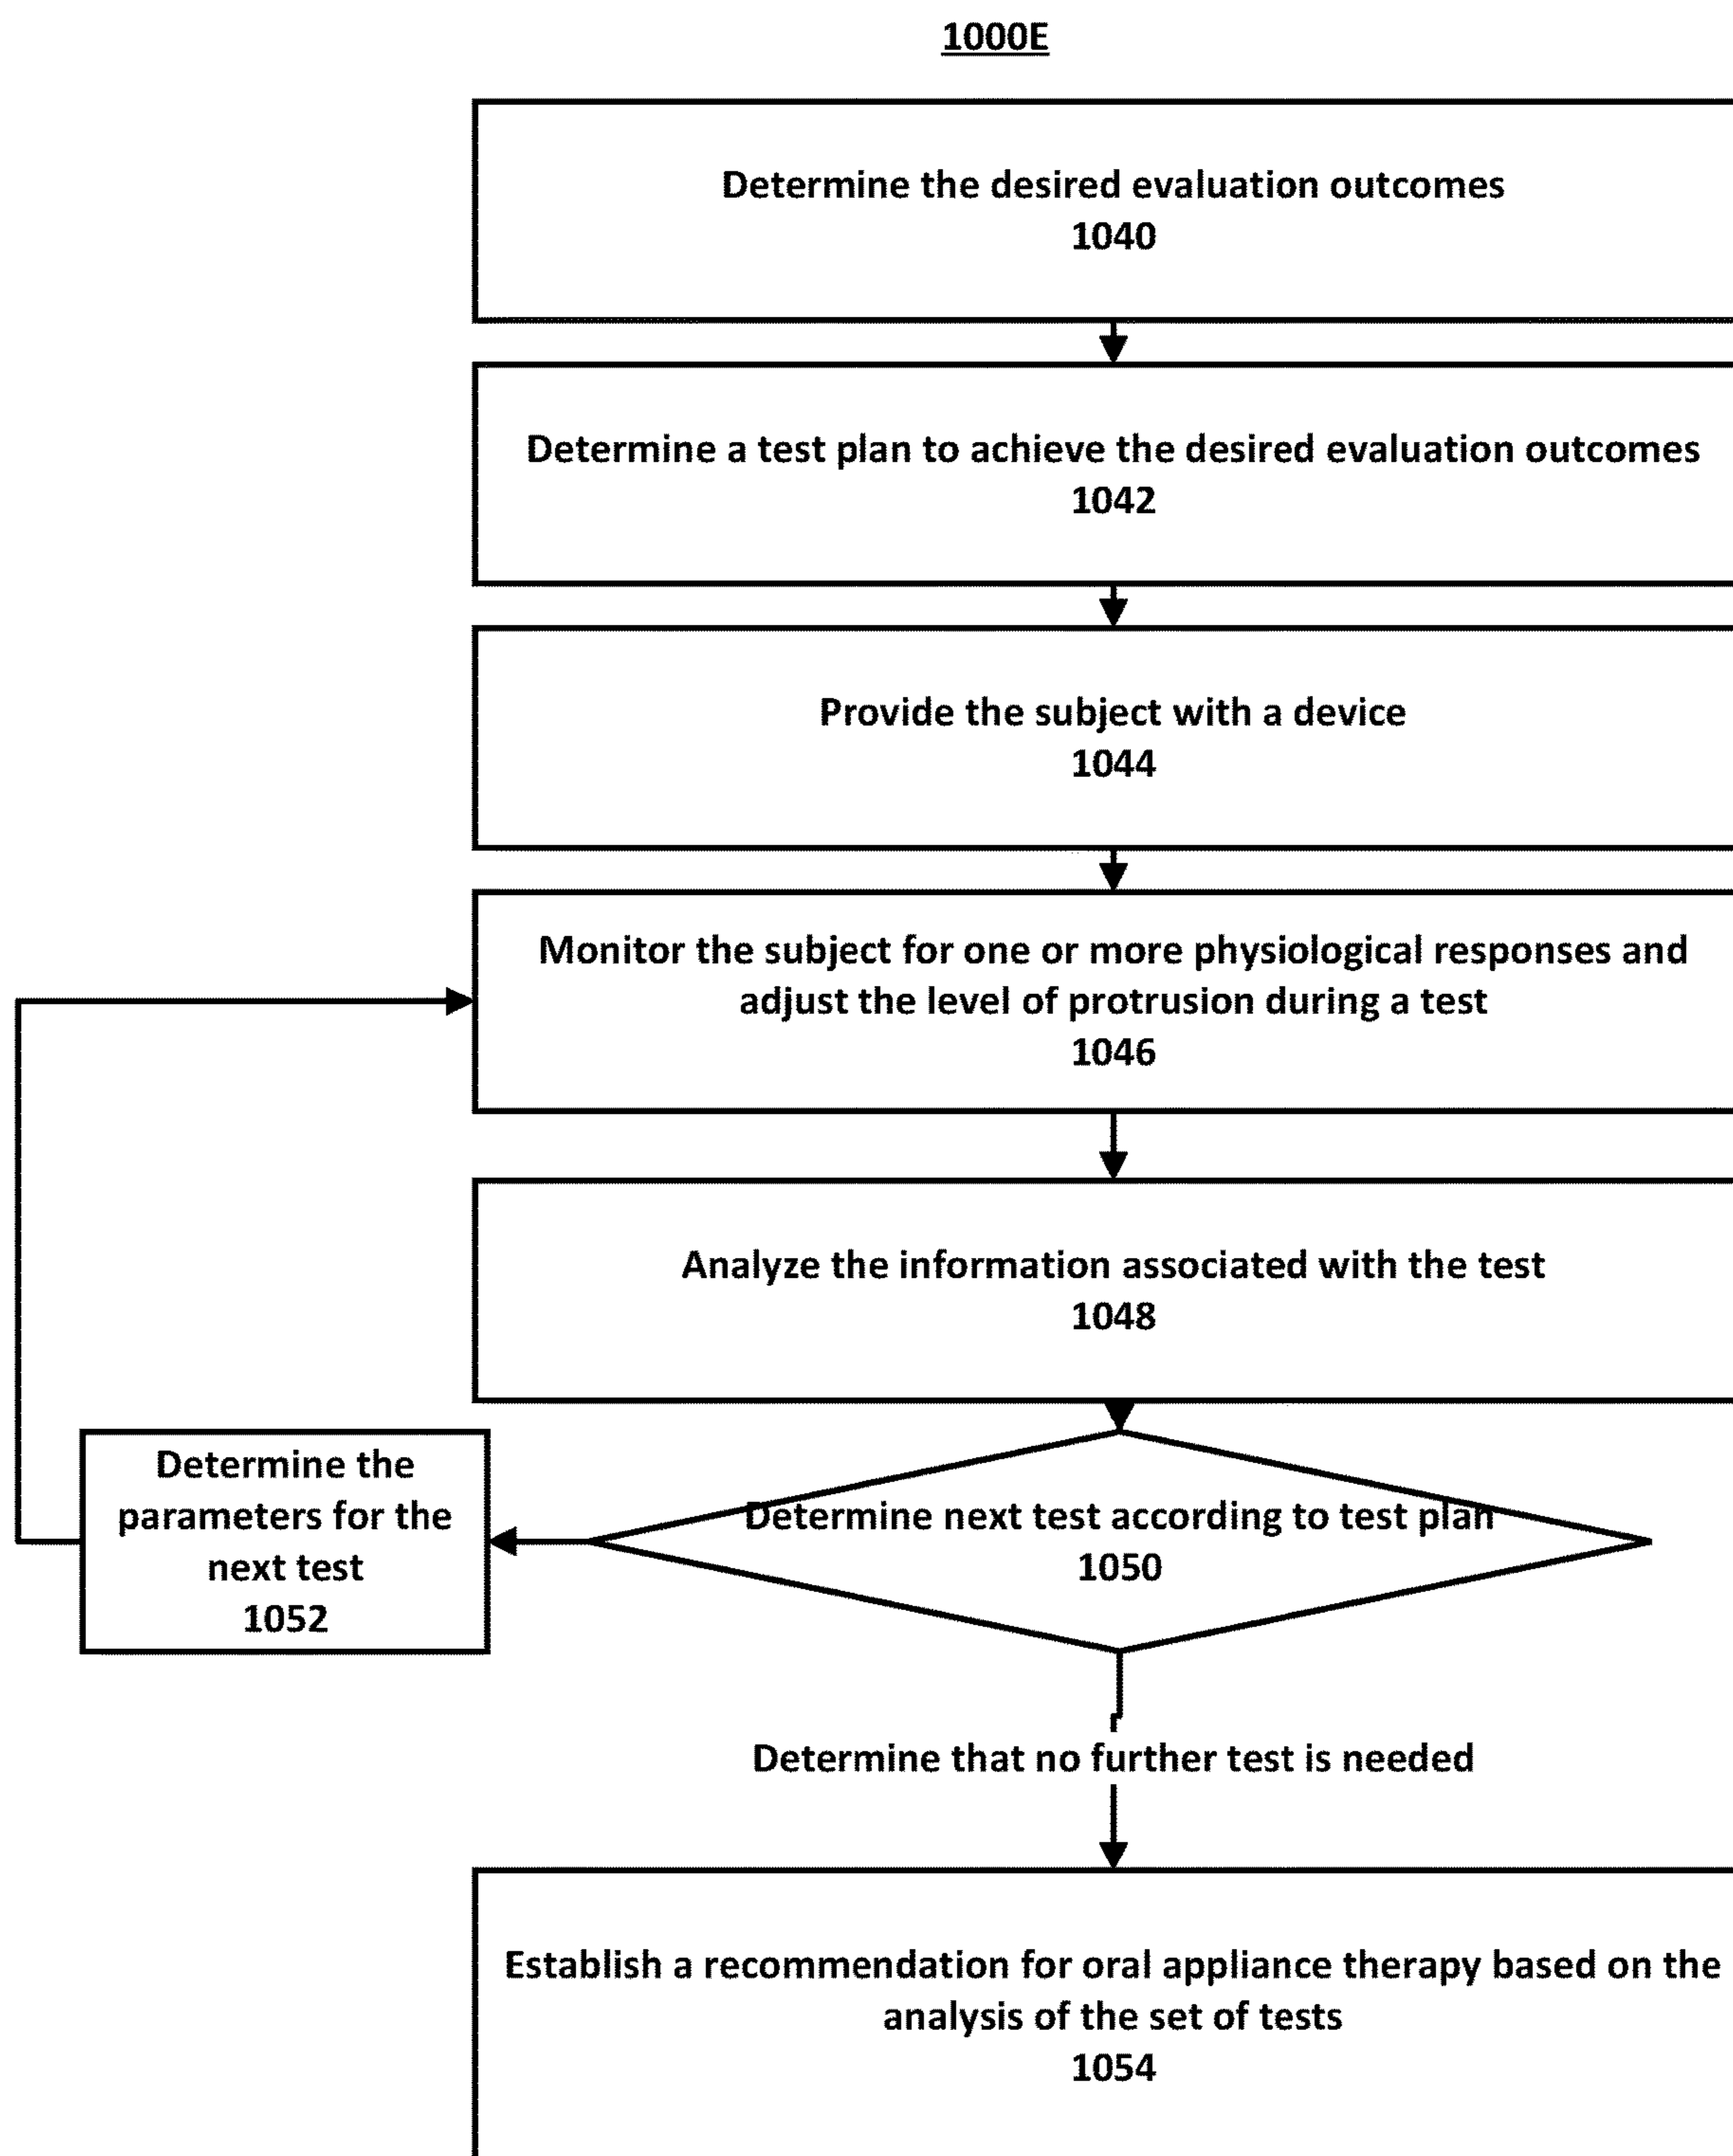 1000E
Determine the desired evaluation outcomes
1040
Determine a test plan to achieve the desired evaluation outcomes
1042
Provide the subject with a device
1044
Monitor the subject for one or more physiological responses and
adjust the level of protrusion during a test
1046
Analyze the information associated with the test
1048
Determine next test according to test plan
1050
Determine the
parameters for the
next test
1052
Determine that no further test is needed
Establish a recommendation for oral appliance therapy based on the
analysis of the set of tests
1054